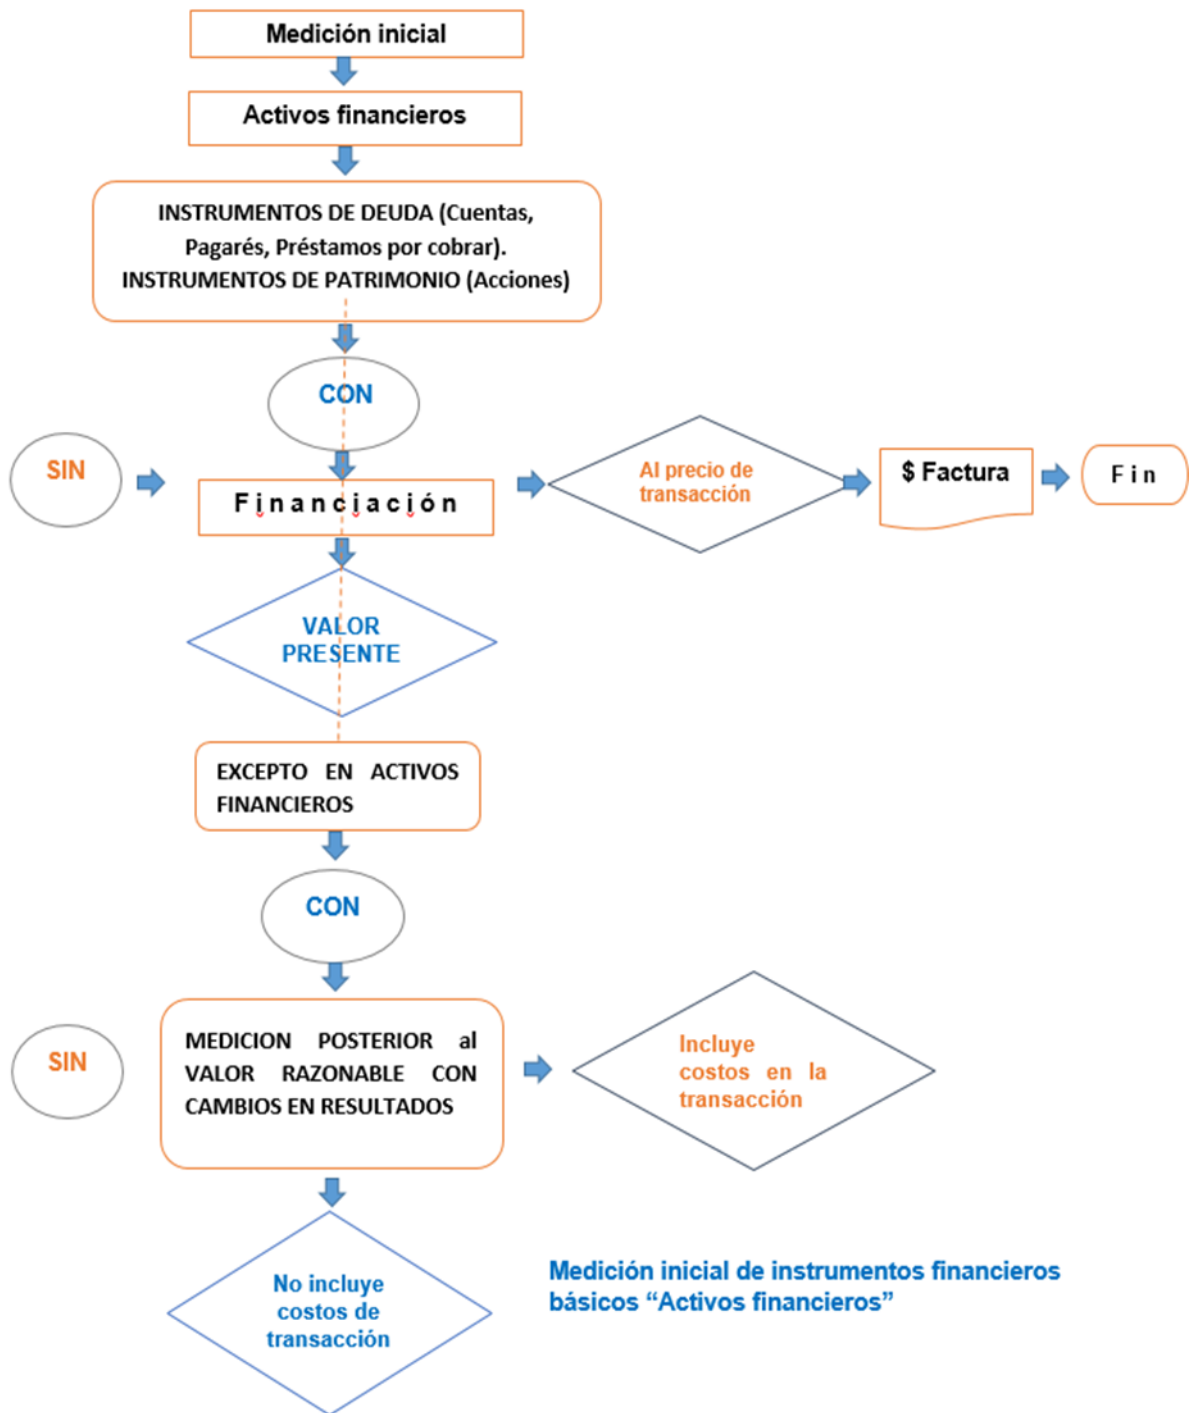 Medición inicial
Activos financieros
INSTRUMENTOS DE DEUDA (Cuentas,
Pagarés, Préstamos por cobrar).
INSTRUMENTOS DE PATRIMONIO (Acciones)
CON
SIN
Financiación
Al precio de
transacción
$ Factura
Fin
VALOR
PRESENTE
EXCEPTO EN ACTIVOS
FINANCIEROS
CON
SIN
MEDICION POSTERIOR al
VALOR RAZONABLE CON
CAMBIOS EN RESULTADOS
Incluye
costos en la
transacción
No incluye
costos de
transacción
Medición inicial de instrumentos financieros
básicos “Activos financieros”